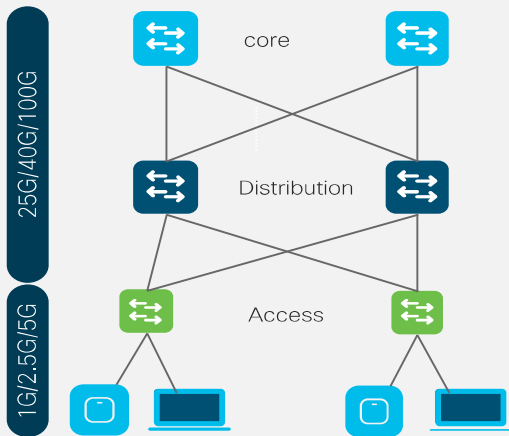 core
25G/40G/100G
Distribution
Access
1G/2.5G/5G